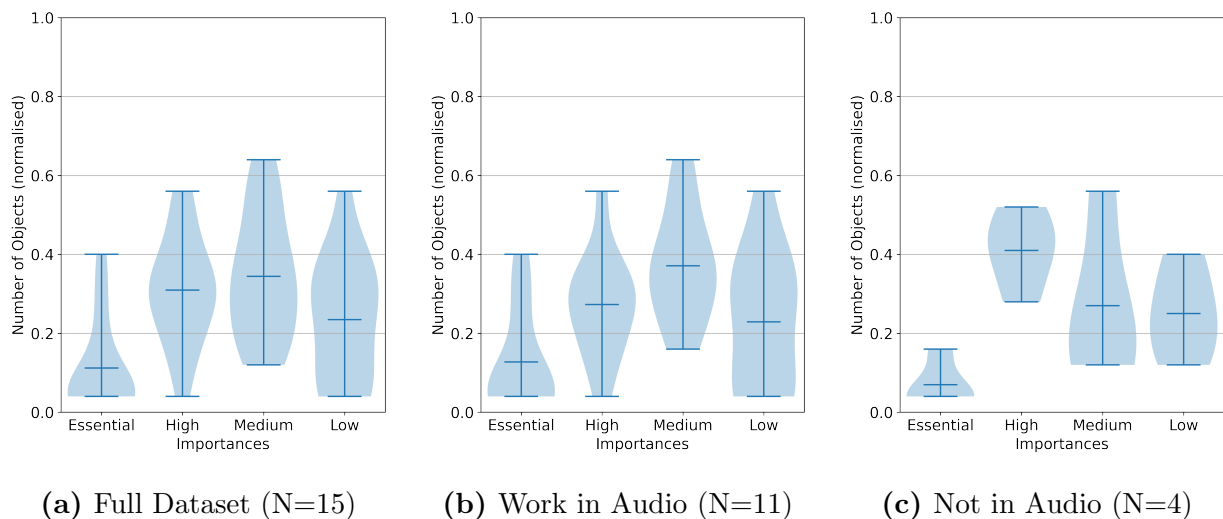 1.0
0.8
0.6
0.4
0.2
0.0
Number of Objects (normalised)
Essential High Medium Low
Importances
(a) Full Dataset (N=15)
1.0
0.8
0.6
0.4
0.2
0.0
Number of Objects (normalised)
Essential High Medium Low
Importances
(b) Work in Audio (N=11)
1.0
0.8
0.6
0.4
0.2
0.0
Number of Objects (normalised)
Essential High Medium Low
Importances
(c) Not in Audio (N=4)